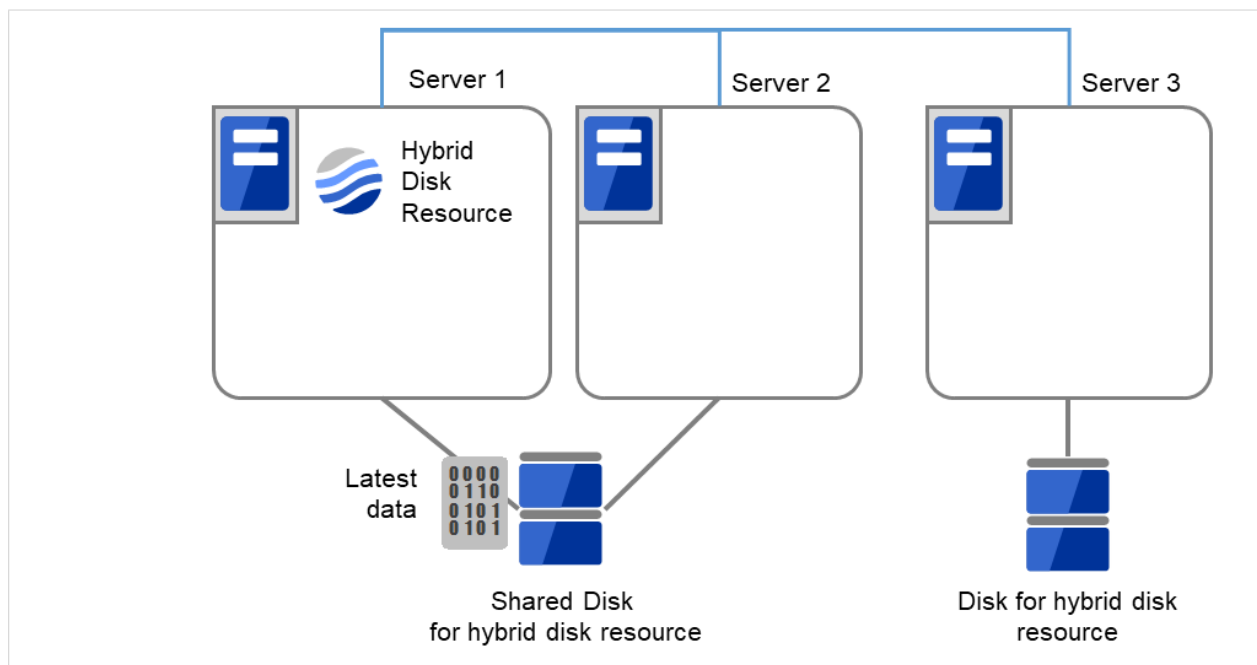 Server 1
Server 2
Server 3
Hybrid
Disk
Resource
Latest
data
0000
0110
0101
0101
Shared Disk
for hybrid disk resource
Disk for hybrid disk
resource